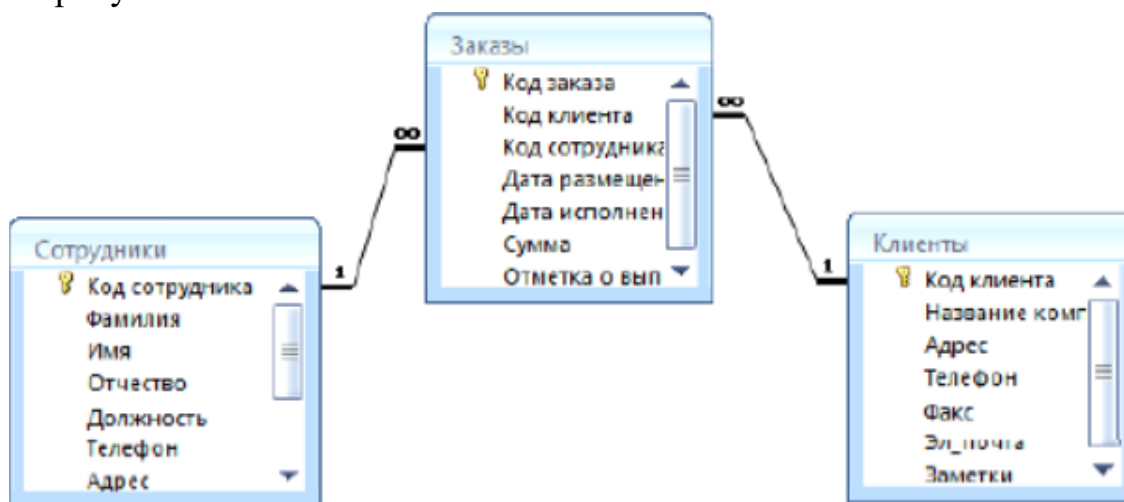 Заказы
Код заказа
Код клиента
Код сотрудника
Дата размещен
Дата исполнен
Сумма
Отметка о вып
∞
∞
Сотрудники
Код сотрудника
Фамилия
Имя
Отчество
Должность
Телефон
Адрес
1
Клиенты
Код клиента
Название комп
Адрес
Телефон
Факс
Эл_почта
Заметки
1